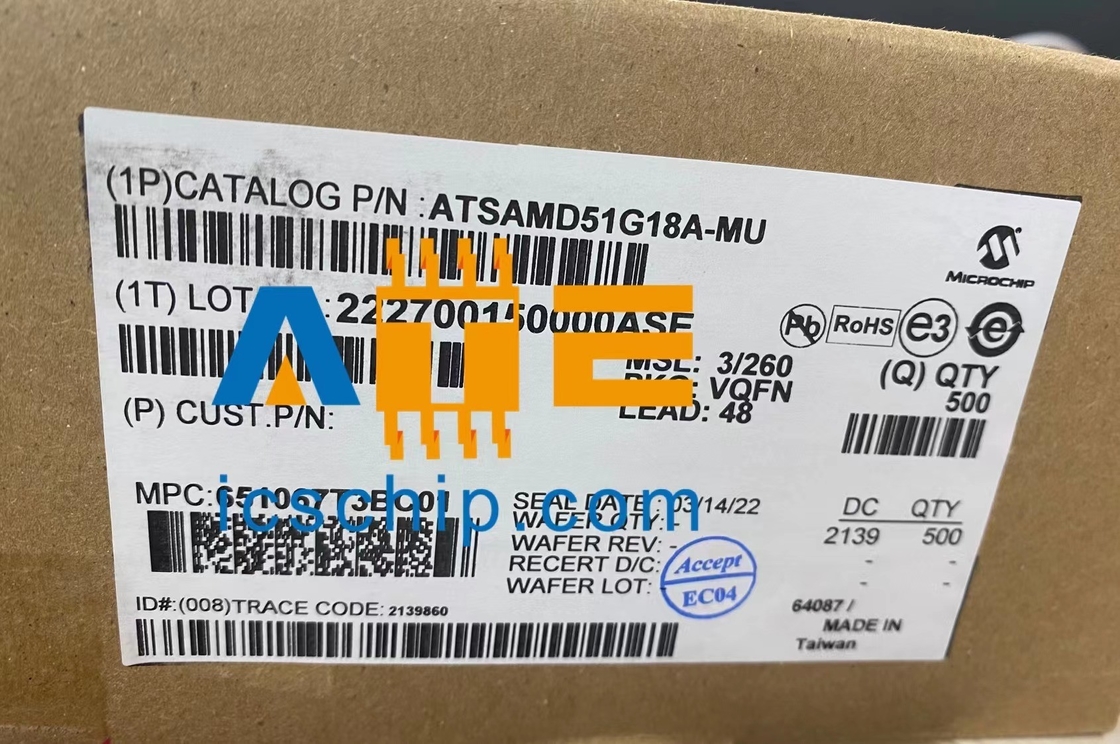 (1P)CATALOG P/N :ATSAMD51G18A-MU
MICROCHIP
(1T) LOT :222700150000ASE
Pb RoHS e3 e
MSL: 3/260
PKG: VQFN
LEAD: 48
(Q) QTY
500
(P) CUST.P/N:
ATE
icschip.com
MPC:
SEAL DATE: 03/14/22
WAFER QTY: -
WAFER REV: -
RECERT D/C:
WAFER LOT:
Accept
EC04
DC QTY
2139 500
- -
- -
ID#:(008)TRACE CODE: 2139860
64087 /
MADE IN
Taiwan